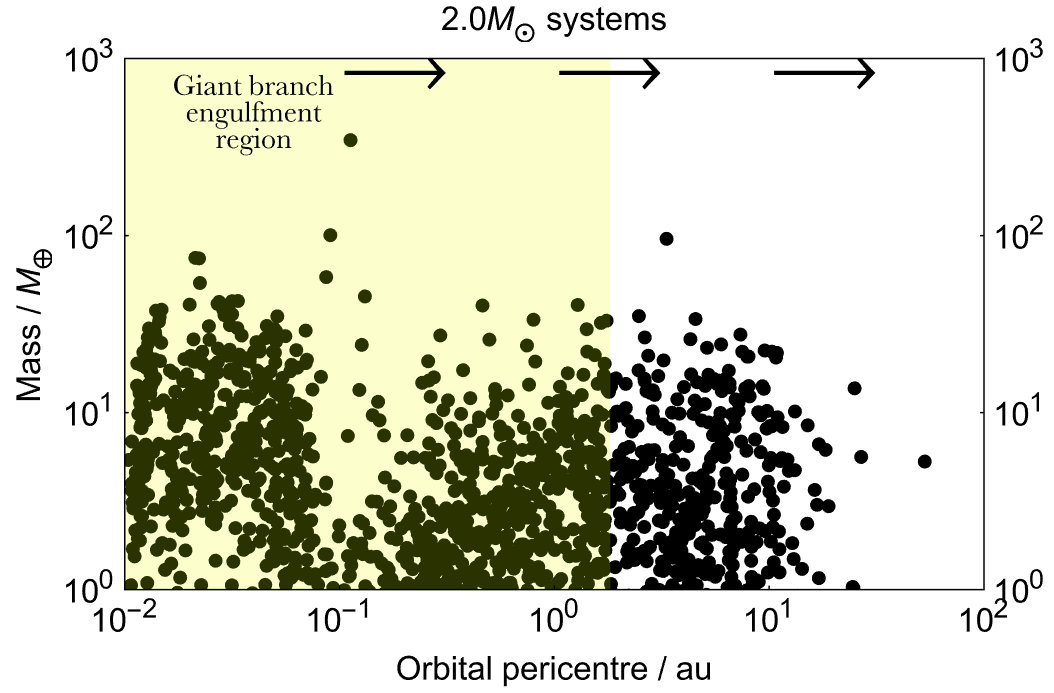 2.0M⊙ systems
Giant branch
engulfment
region
10³
10²
10¹
10⁰
10³
10²
10¹
10⁰
Mass / M⊕
10⁻²
10⁻¹
10⁰
10¹
10²
Orbital pericentre / au